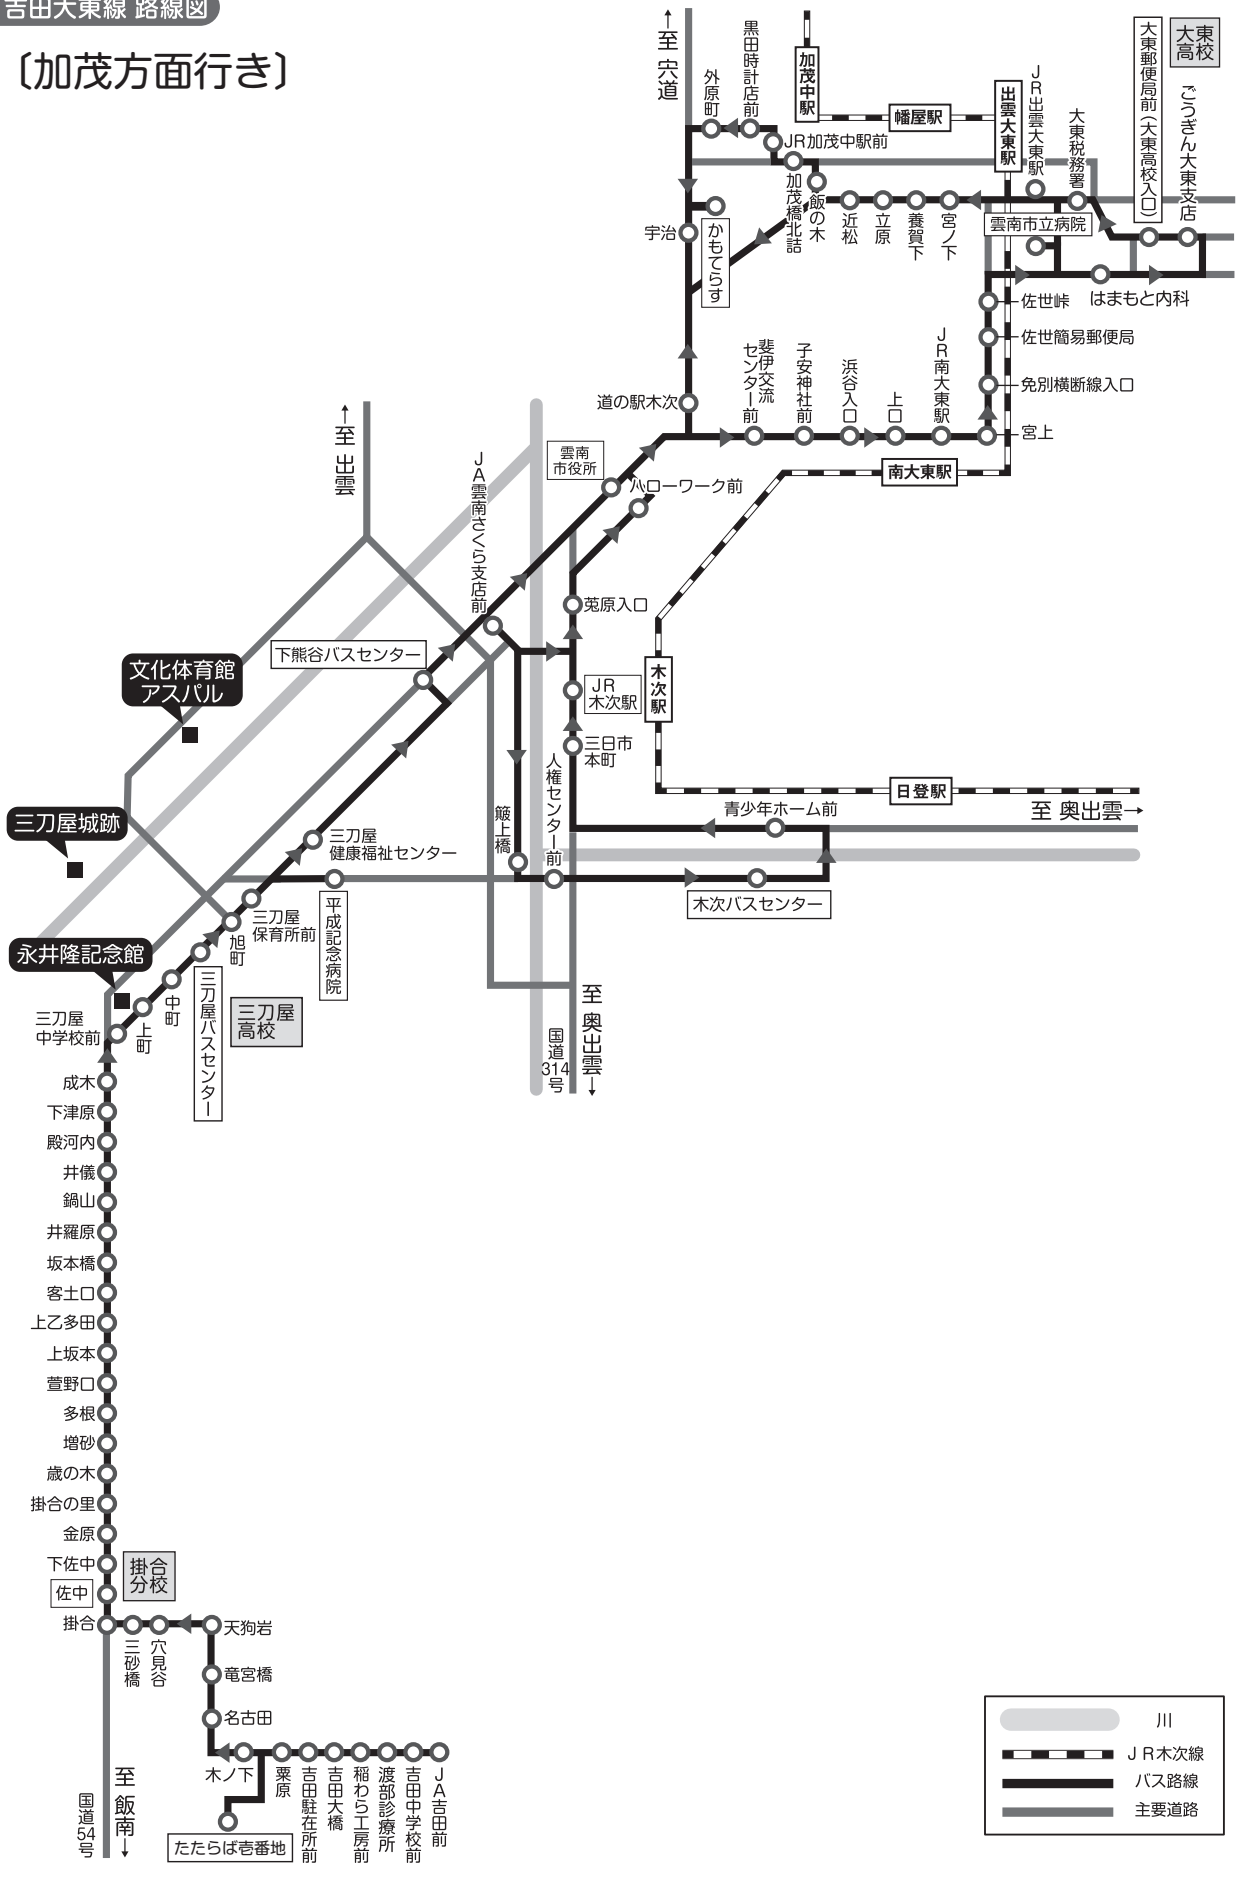 吉田大東線 路線図
〔加茂方面行き〕
↑至 宍道
外原町
黒田時計店前
加茂中駅
幡屋駅
出雲大東駅
JR出雲大東駅
大東税務署
大東郵便局前(大東高校入口)
ごうぎん大東支店
大東
高校
JR加茂中駅前
加茂橋北詰
飯の木
近松
立原
養賀下
宮ノ下
雲南市立病院
宇治
かもてらす
佐世峠
はまもと内科
佐世簡易郵便局
免別横断線入口
宮上
道の駅木次
斐伊交流
センター前
子安神社前
浜谷入口
上口
JR南大東駅
南大東駅
↑至 出雲
雲南
市役所
ハローワーク前
JA雲南さくら支店前
莵原入口
下熊谷バスセンター
JR
木次駅
木次駅
文化体育館
アスパル
三日市
本町
人権センター前
日登駅
至 奥出雲→
青少年ホーム前
三刀屋城跡
簸上橋
三刀屋
健康福祉センター
木次バスセンター
三刀屋
保育所前
平成記念病院
旭町
永井隆記念館
三刀屋バスセンター
三刀屋
高校
中町
上町
三刀屋
中学校前
国道314号
至 奥出雲↓
成木
下津原
殿河内
井儀
鍋山
井羅原
坂本橋
客土口
上乙多田
上坂本
萱野口
多根
増砂
歳の木
掛合の里
金原
下佐中
掛合
分校
佐中
掛合
三砂橋
穴見谷
天狗岩
竜宮橋
名古田
木ノ下
栗原
吉田駐在所前
吉田大橋
稲わら工房前
渡部診療所
吉田中学校前
JA吉田前
たたらば壱番地
国道54号
至 飯南↓
川
JR木次線
バス路線
主要道路